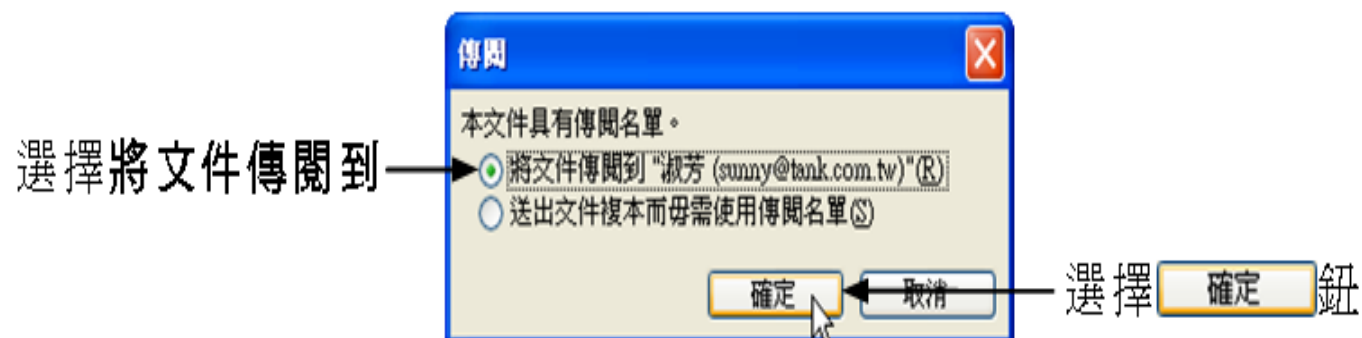 傳閱
本文件具有傳閱名單。
選擇將文件傳閱到
將文件傳閱到 "淑芳 (sunny@tank.com.tw)"(R)
送出文件複本而毋需使用傳閱名單(S)
確定
取消
選擇 確定 鈕